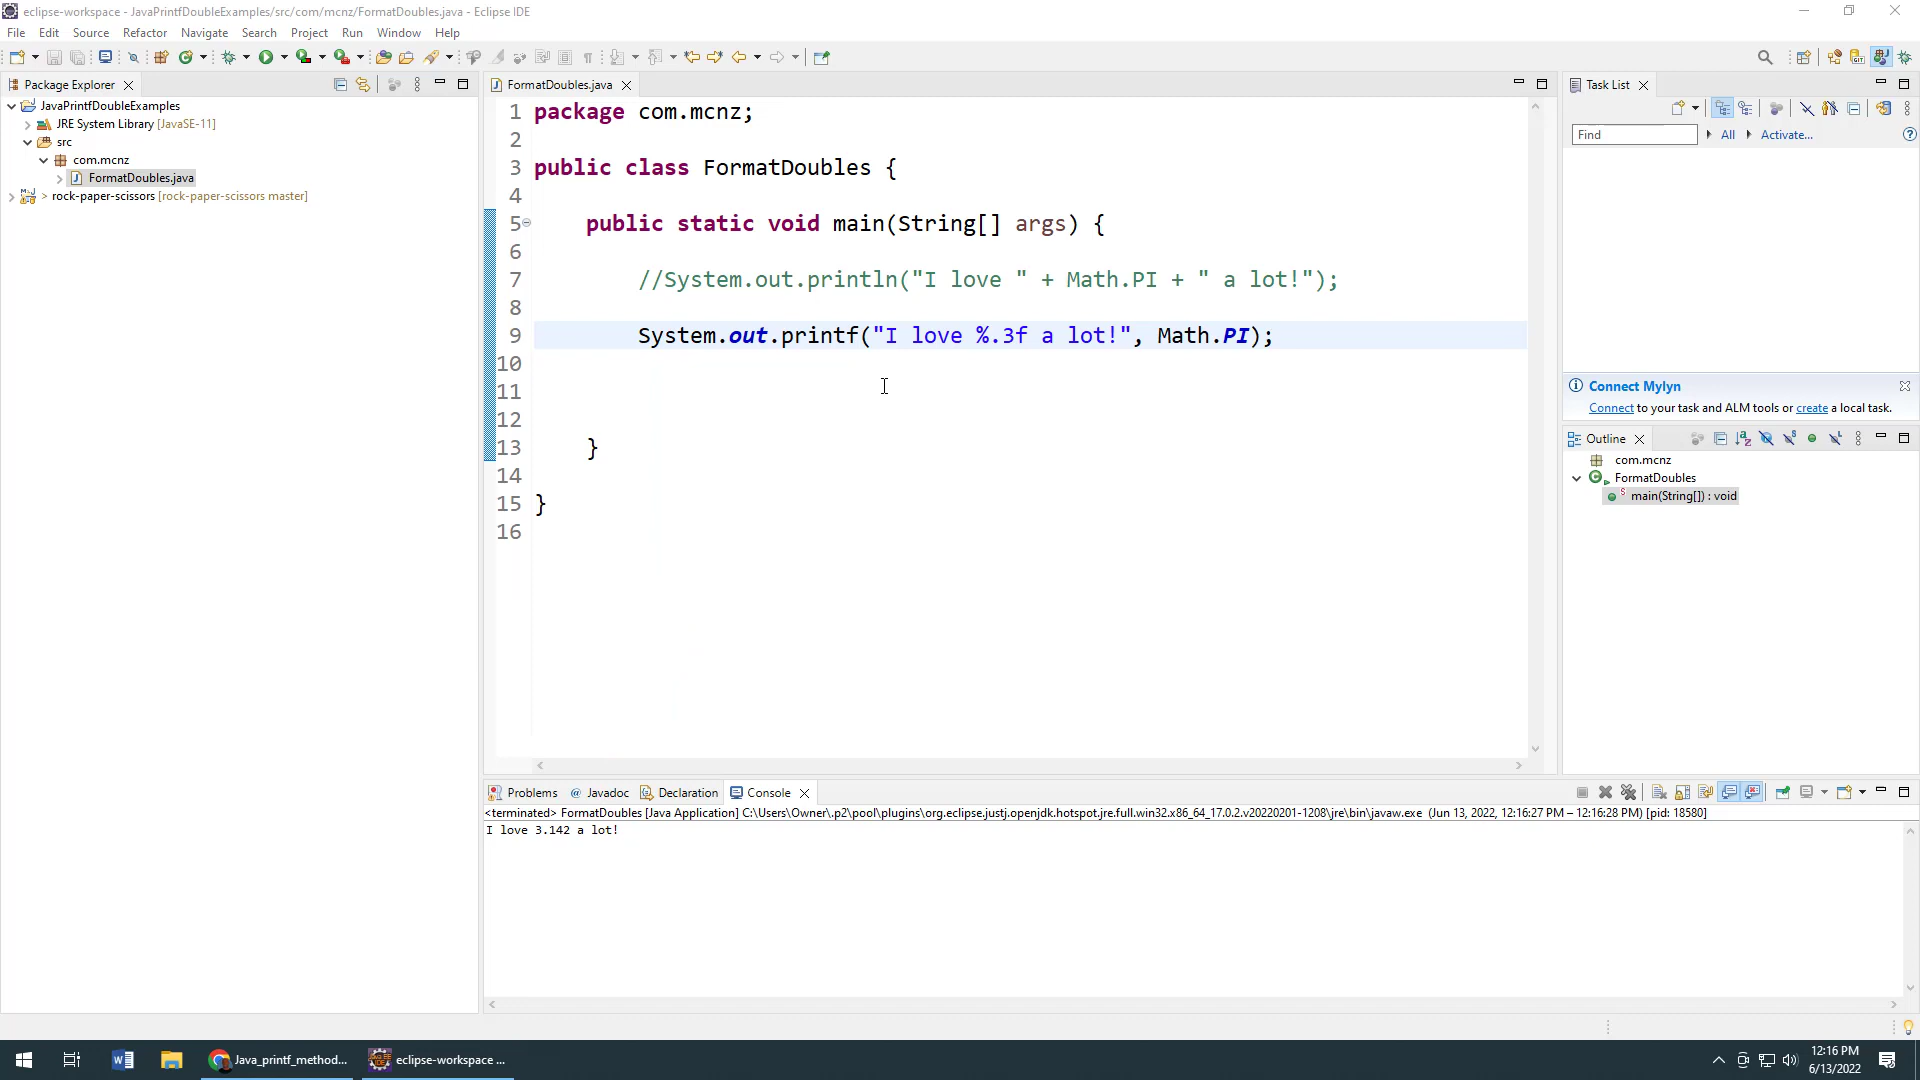 eclipse-workspace - JavaPrintfDoubleExamples/src/com/mcnz/FormatDoubles.java - Eclipse IDE
File Edit Source Refactor Navigate Search Project Run Window Help
Package Explorer
JavaPrintfDoubleExamples
JRE System Library [JavaSE-11]
src
com.mcnz
FormatDoubles.java
> rock-paper-scissors [rock-paper-scissors master]
FormatDoubles.java
1 package com.mcnz;
2
3 public class FormatDoubles {
4
5 public static void main(String[] args) {
6
7 //System.out.println("I love " + Math.PI + " a lot!");
8
9 System.out.printf("I love %.3f a lot!", Math.PI);
10
11
12
13 }
14
15 }
16
Task List
Find All Activate...
Connect Mylyn
Connect to your task and ALM tools or create a local task.
Outline
com.mcnz
FormatDoubles
main(String[]) : void
Problems @ Javadoc Declaration Console
<terminated> FormatDoubles [Java Application] C:\Users\Owner\.p2\pool\plugins\org.eclipse.justj.openjdk.hotspot.jre.full.win32.x86_64_17.0.2.v20220201-1208\jre\bin\javaw.exe (Jun 13, 2022, 12:16:27 PM – 12:16:28 PM) [pid: 18580]
I love 3.142 a lot!
Java_printf_method...
eclipse-workspace ...
12:16 PM
6/13/2022